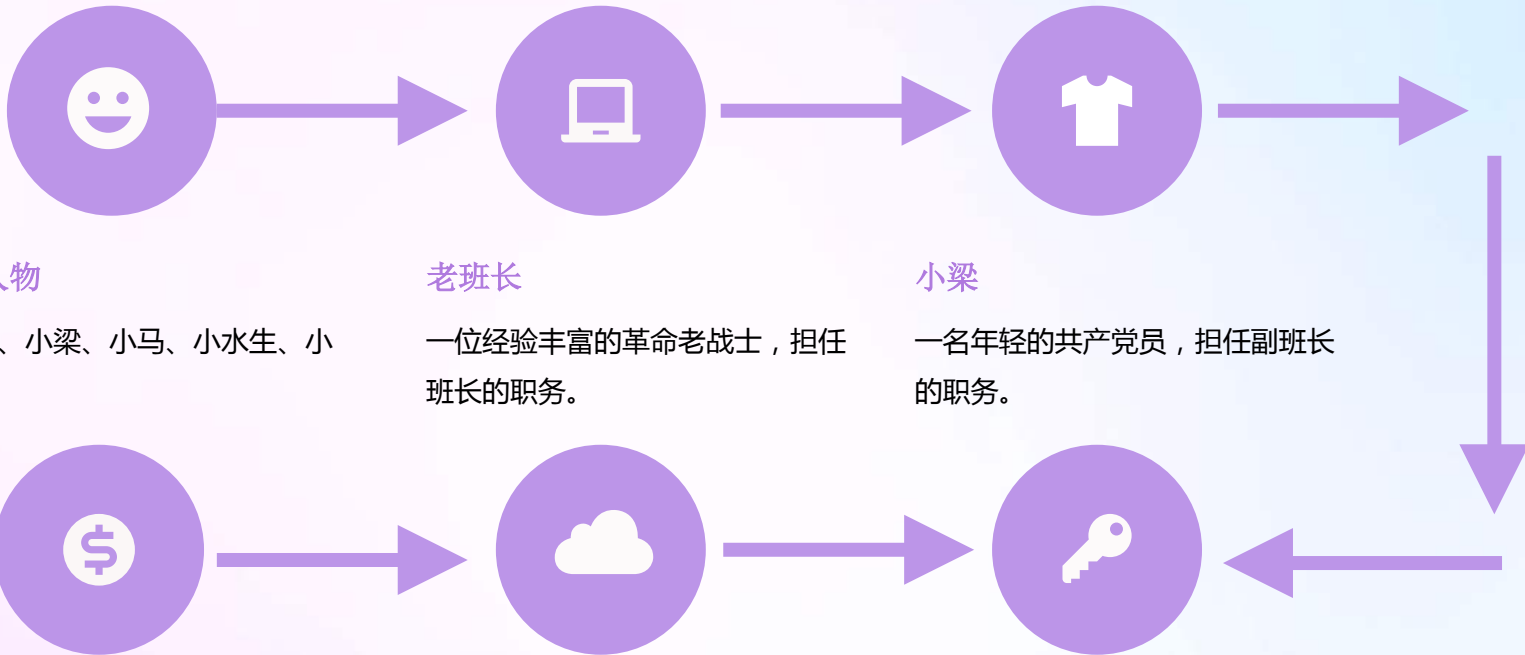 人物
老班长
小梁
、小梁、小马、小水生、小
一位经验丰富的革命老战士，担任
班长的职务。
一名年轻的共产党员，担任副班长
的职务。